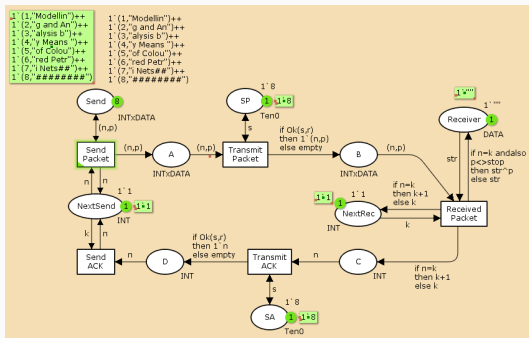 1`(1,"Modellin")++
1`(2,"g and An")++
1`(3,"alysis b")++
1`(4,"y Means ")++
1`(5,"of Colou")++
1`(6,"red Petr")++
1`(7,"i Nets##")++
1`(8,"########")
1`(1,"Modellin")++
1`(2,"g and An")++
1`(3,"alysis b")++
1`(4,"y Means ")++
1`(5,"of Colou")++
1`(6,"red Petr")++
1`(7,"i Nets##")++
1`(8,"########")
Send
8
INTxDATA
1`8
SP
1
1`8
Ten0
1`""
1`""
Receiver
1
DATA
(n,p)
s
if Ok(s,r)
then 1`(n,p)
else empty
str
if n=k andalso
p<>stop
then str^p
else str
Send
Packet
(n,p)
A
INTxDATA
(n,p)
Transmit
Packet
B
INTxDATA
(n,p)
n
n
1`1
NextSend
1
1`1
INT
1`1
1`1
1
NextRec
INT
if n=k
then k+1
else k
k
Received
Packet
k
n
Send
ACK
n
D
INT
if Ok(s,r)
then 1`n
else empty
Transmit
ACK
n
C
INT
if n=k
then k+1
else k
s
1`8
SA
1
1`8
Ten0